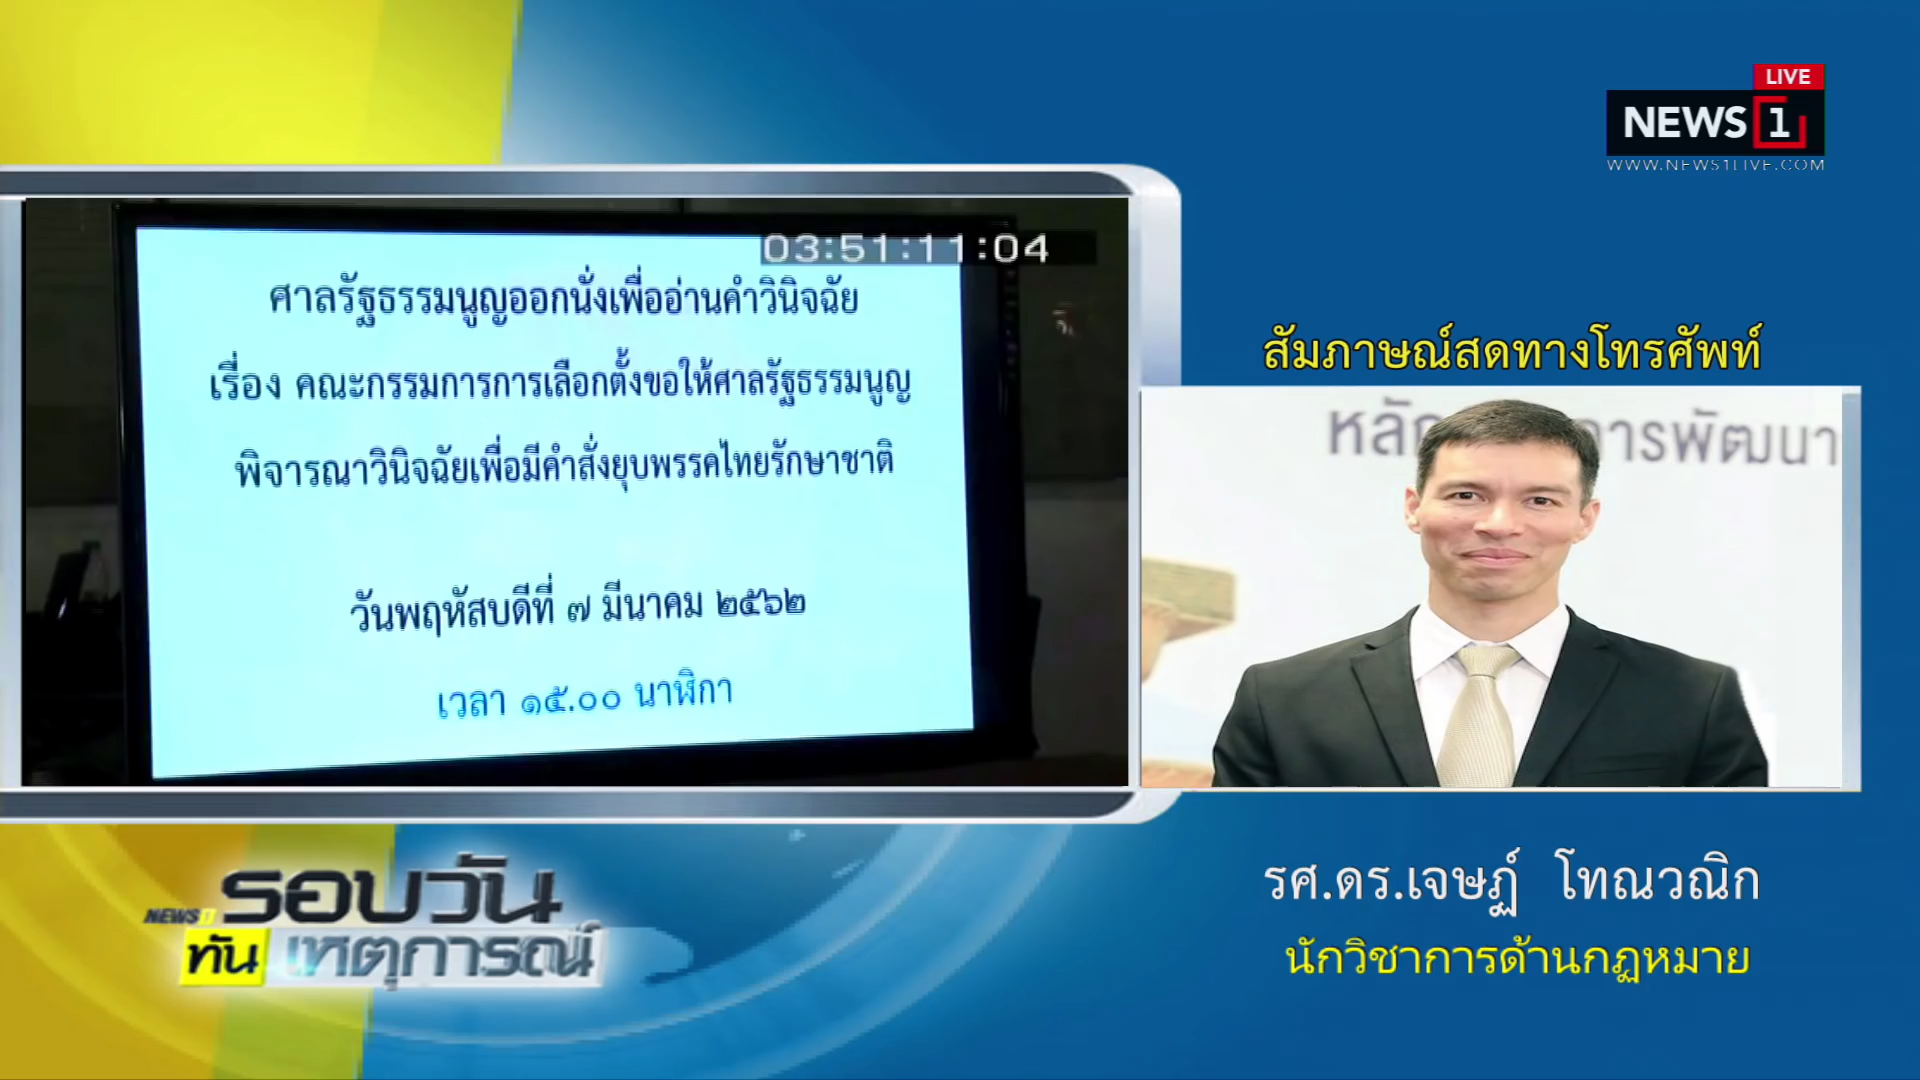 LIVE
NEWS 1
WWW.NEWS1LIVE.COM
03:51:11:04
ศาลรัฐธรรมนูญออกนั่งเพื่ออ่านคำวินิจฉัย
เรื่อง คณะกรรมการการเลือกตั้งขอให้ศาลรัฐธรรมนูญ
พิจารณาวินิจฉัยเพื่อมีคำสั่งยุบพรรคไทยรักษาชาติ
วันพฤหัสบดีที่ ๗ มีนาคม ๒๕๖๒
เวลา ๑๕.๐๐ นาฬิกา
สัมภาษณ์สดทางโทรศัพท์
การพัฒนา
รศ.ดร.เจษฏ์ โทณวณิก
นักวิชาการด้านกฏหมาย
NEWS1 รอบวัน
ทัน เหตุการณ์